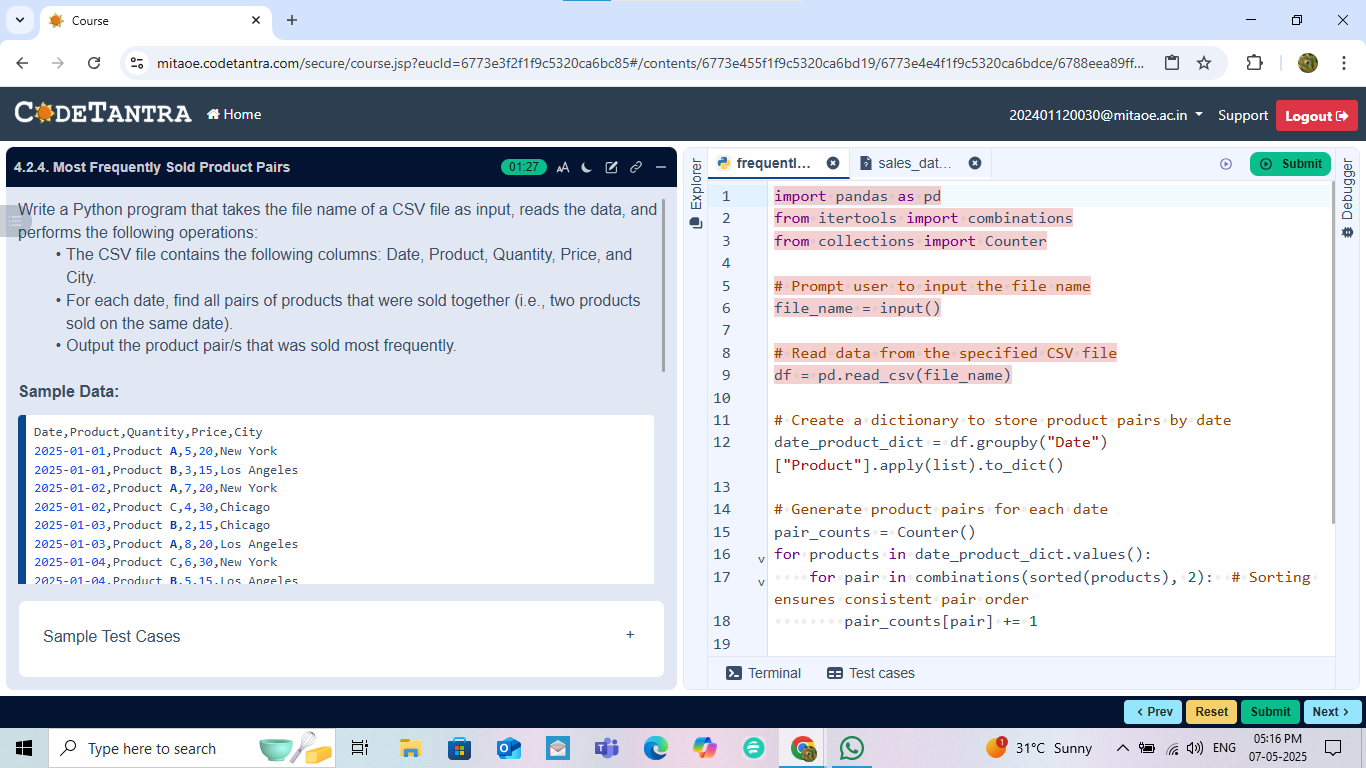 Course
mitaoe.codetantra.com/secure/course.jsp?eucId=6773e3f2f1f9c5320ca6bc85#/contents/6773e455f1f9c5320ca6bd19/6773e4e4f1f9c5320ca6bdce/6788eea89ff...
CODETANTRA
Home
202401120030@mitaoe.ac.in
Support
Logout
4.2.4. Most Frequently Sold Product Pairs
01:27
AA
Write a Python program that takes the file name of a CSV file as input, reads the data, and
performs the following operations:
• The CSV file contains the following columns: Date, Product, Quantity, Price, and
City.
• For each date, find all pairs of products that were sold together (i.e., two products
sold on the same date).
• Output the product pair/s that was sold most frequently.
Sample Data:
Date,Product,Quantity,Price,City
2025-01-01,Product A,5,20,New York
2025-01-01,Product B,3,15,Los Angeles
2025-01-02,Product A,7,20,New York
2025-01-02,Product C,4,30,Chicago
2025-01-03,Product B,2,15,Chicago
2025-01-03,Product A,8,20,Los Angeles
2025-01-04,Product C,6,30,New York
2025-01-04,Product B,5,15,Los Angeles
Sample Test Cases
+
Explorer
frequentl...
sales_dat...
Submit
Debugger
1 import pandas as pd
2 from itertools import combinations
3 from collections import Counter
4
5 # Prompt user to input the file name
6 file_name = input()
7
8 # Read data from the specified CSV file
9 df = pd.read_csv(file_name)
10
11 # Create a dictionary to store product pairs by date
12 date_product_dict = df.groupby("Date")
["Product"].apply(list).to_dict()
13
14 # Generate product pairs for each date
15 pair_counts = Counter()
16 for products in date_product_dict.values():
17 for pair in combinations(sorted(products), 2): # Sorting
ensures consistent pair order
18 pair_counts[pair] += 1
19
Terminal
Test cases
< Prev
Reset
Submit
Next >
Type here to search
1
31°C Sunny
ENG
05:16 PM
07-05-2025